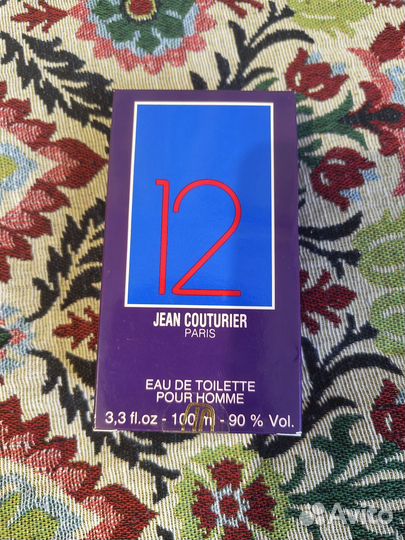 12
JEAN COUTURIER
PARIS
EAU DE TOILETTE
POUR HOMME
3,3 fl.oz - 100 ml - 90 % Vol.
Avito